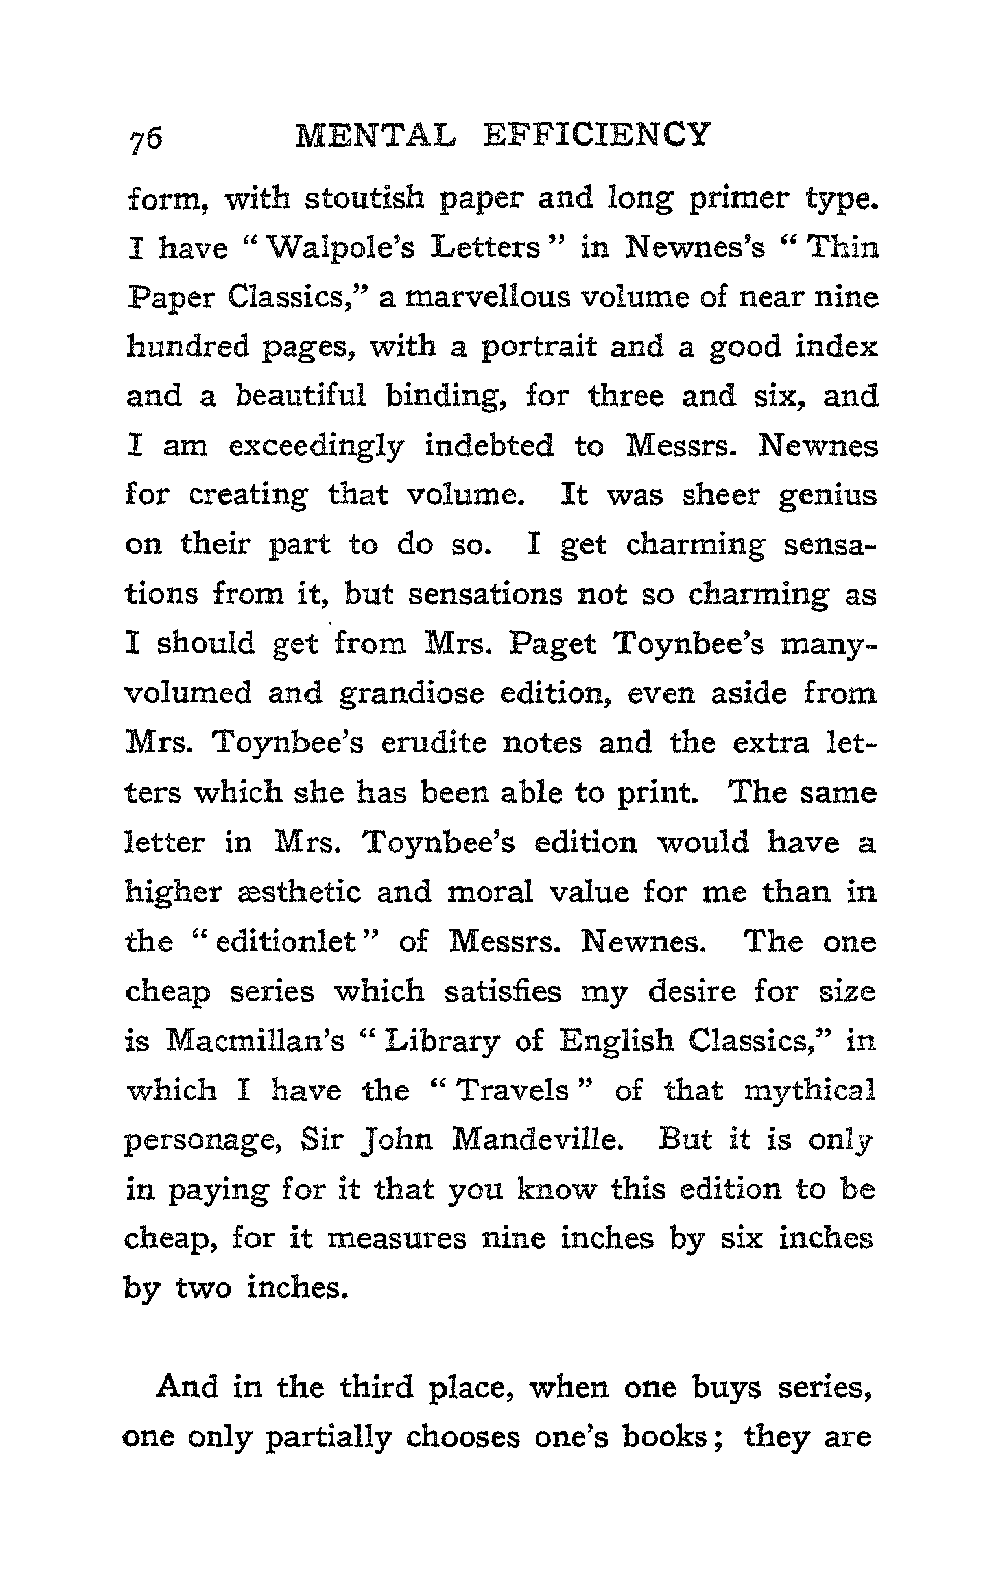 76 MENTAL EFFICIENCY
form, with stoutish paper and long primer type.
I have “ Walpole’s Letters ” in Newnes’s “ Thin
Paper Classics,” a marvellous volume of near nine
hundred pages, with a portrait and a good index
and a beautiful binding, for three and six, and
I am exceedingly indebted to Messrs. Newnes
for creating that volume. It was sheer genius
on their part to do so. I get charming sensa-
tions from it, but sensations not so charming as
I should get from Mrs. Paget Toynbee’s many-
volumed and grandiose edition, even aside from
Mrs. Toynbee’s erudite notes and the extra let-
ters which she has been able to print. The same
letter in Mrs. Toynbee’s edition would have a
higher æsthetic and moral value for me than in
the “ editionlet ” of Messrs. Newnes. The one
cheap series which satisfies my desire for size
is Macmillan’s “ Library of English Classics,” in
which I have the “ Travels ” of that mythical
personage, Sir John Mandeville. But it is only
in paying for it that you know this edition to be
cheap, for it measures nine inches by six inches
by two inches.
And in the third place, when one buys series,
one only partially chooses one’s books ; they are